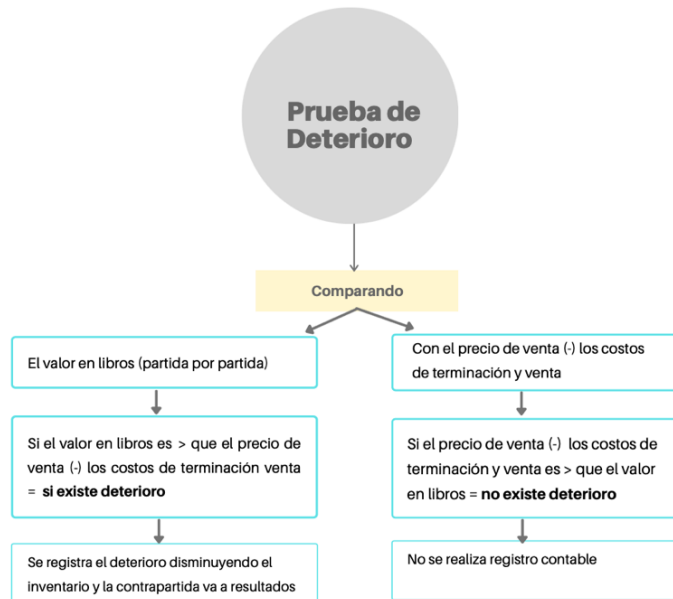 Prueba de
Deterioro
Comparando
El valor en libros (partida por partida)
Con el precio de venta (-) los costos
de terminación y venta
Si el valor en libros es > que el precio de
venta (-) los costos de terminación venta
= si existe deterioro
Si el precio de venta (-) los costos de
terminación y venta es > que el valor
en libros = no existe deterioro
Se registra el deterioro disminuyendo el
inventario y la contrapartida va a resultados
No se realiza registro contable